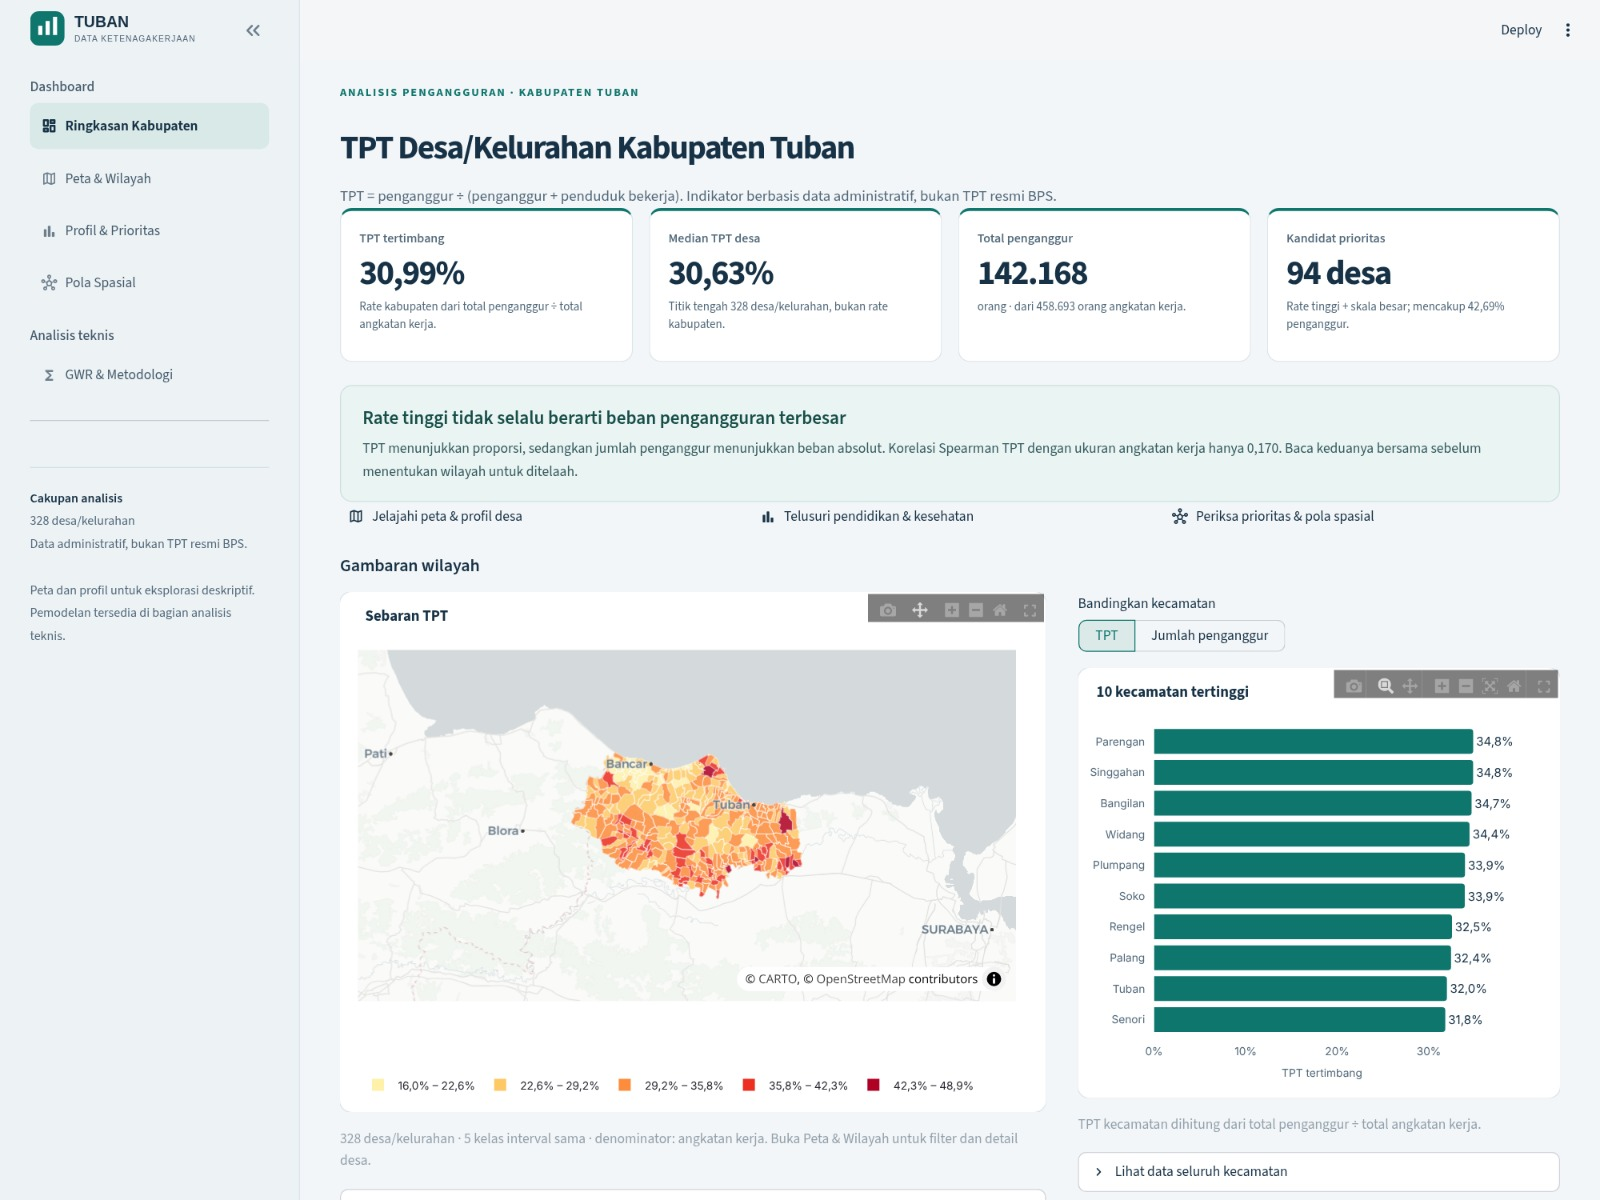 TUBAN
DATA KETENAGAKERJAAN
Dashboard
Ringkasan Kabupaten
Peta & Wilayah
Profil & Prioritas
Pola Spasial
Analisis teknis
GWR & Metodologi
Cakupan analisis
328 desa/kelurahan
Data administratif, bukan TPT resmi BPS.
Peta dan profil untuk eksplorasi deskriptif.
Pemodelan tersedia di bagian analisis
teknis.
Deploy
ANALISIS PENGANGGURAN · KABUPATEN TUBAN
TPT Desa/Kelurahan Kabupaten Tuban
TPT = penganggur ÷ (penganggur + penduduk bekerja). Indikator berbasis data administratif, bukan TPT resmi BPS.
TPT tertimbang
30,99%
Rate kabupaten dari total penganggur ÷ total
angkatan kerja.
Median TPT desa
30,63%
Titik tengah 328 desa/kelurahan, bukan rate
kabupaten.
Total penganggur
142.168
orang · dari 458.693 orang angkatan kerja.
Kandidat prioritas
94 desa
Rate tinggi + skala besar; mencakup 42,69%
penganggur.
Rate tinggi tidak selalu berarti beban pengangguran terbesar
TPT menunjukkan proporsi, sedangkan jumlah penganggur menunjukkan beban absolut. Korelasi Spearman TPT dengan ukuran angkatan kerja hanya 0,170. Baca keduanya bersama sebelum
menentukan wilayah untuk ditelaah.
Jelajahi peta & profil desa
Telusuri pendidikan & kesehatan
Periksa prioritas & pola spasial
Gambaran wilayah
Sebaran TPT
Pati
Bancar
Tuban
Blora
SURABAYA
© CARTO, © OpenStreetMap contributors
16,0% – 22,6%
22,6% – 29,2%
29,2% – 35,8%
35,8% – 42,3%
42,3% – 48,9%
328 desa/kelurahan · 5 kelas interval sama · denominator: angkatan kerja. Buka Peta & Wilayah untuk filter dan detail
desa.
Bandingkan kecamatan
TPT
Jumlah penganggur
10 kecamatan tertinggi
Parengan 34,8%
Singgahan 34,8%
Bangilan 34,7%
Widang 34,4%
Plumpang 33,9%
Soko 33,9%
Rengel 32,5%
Palang 32,4%
Tuban 32,0%
Senori 31,8%
0% 10% 20% 30%
TPT tertimbang
TPT kecamatan dihitung dari total penganggur ÷ total angkatan kerja.
Lihat data seluruh kecamatan